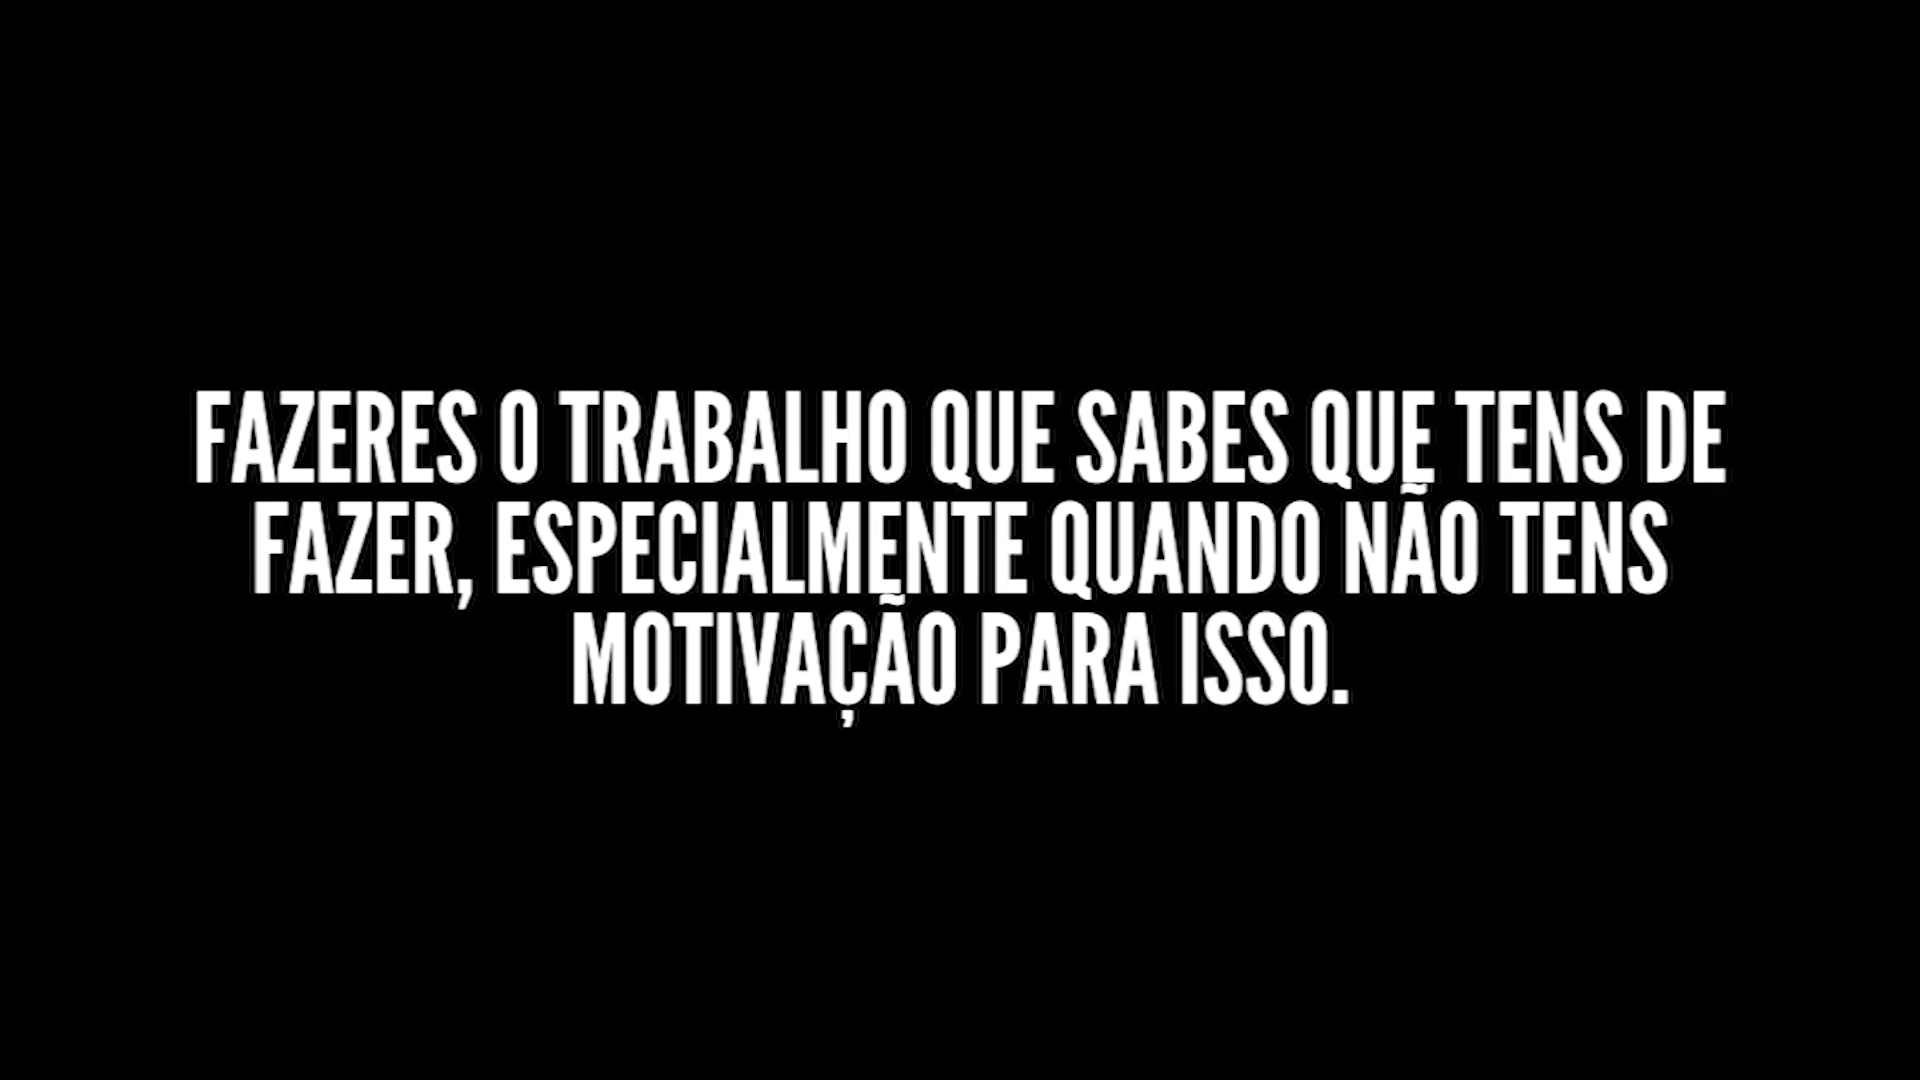 FAZERES O TRABALHO QUE SABES QUE TENS DE
FAZER, ESPECIALMENTE QUANDO NÃO TENS
MOTIVAÇÃO PARA ISSO.